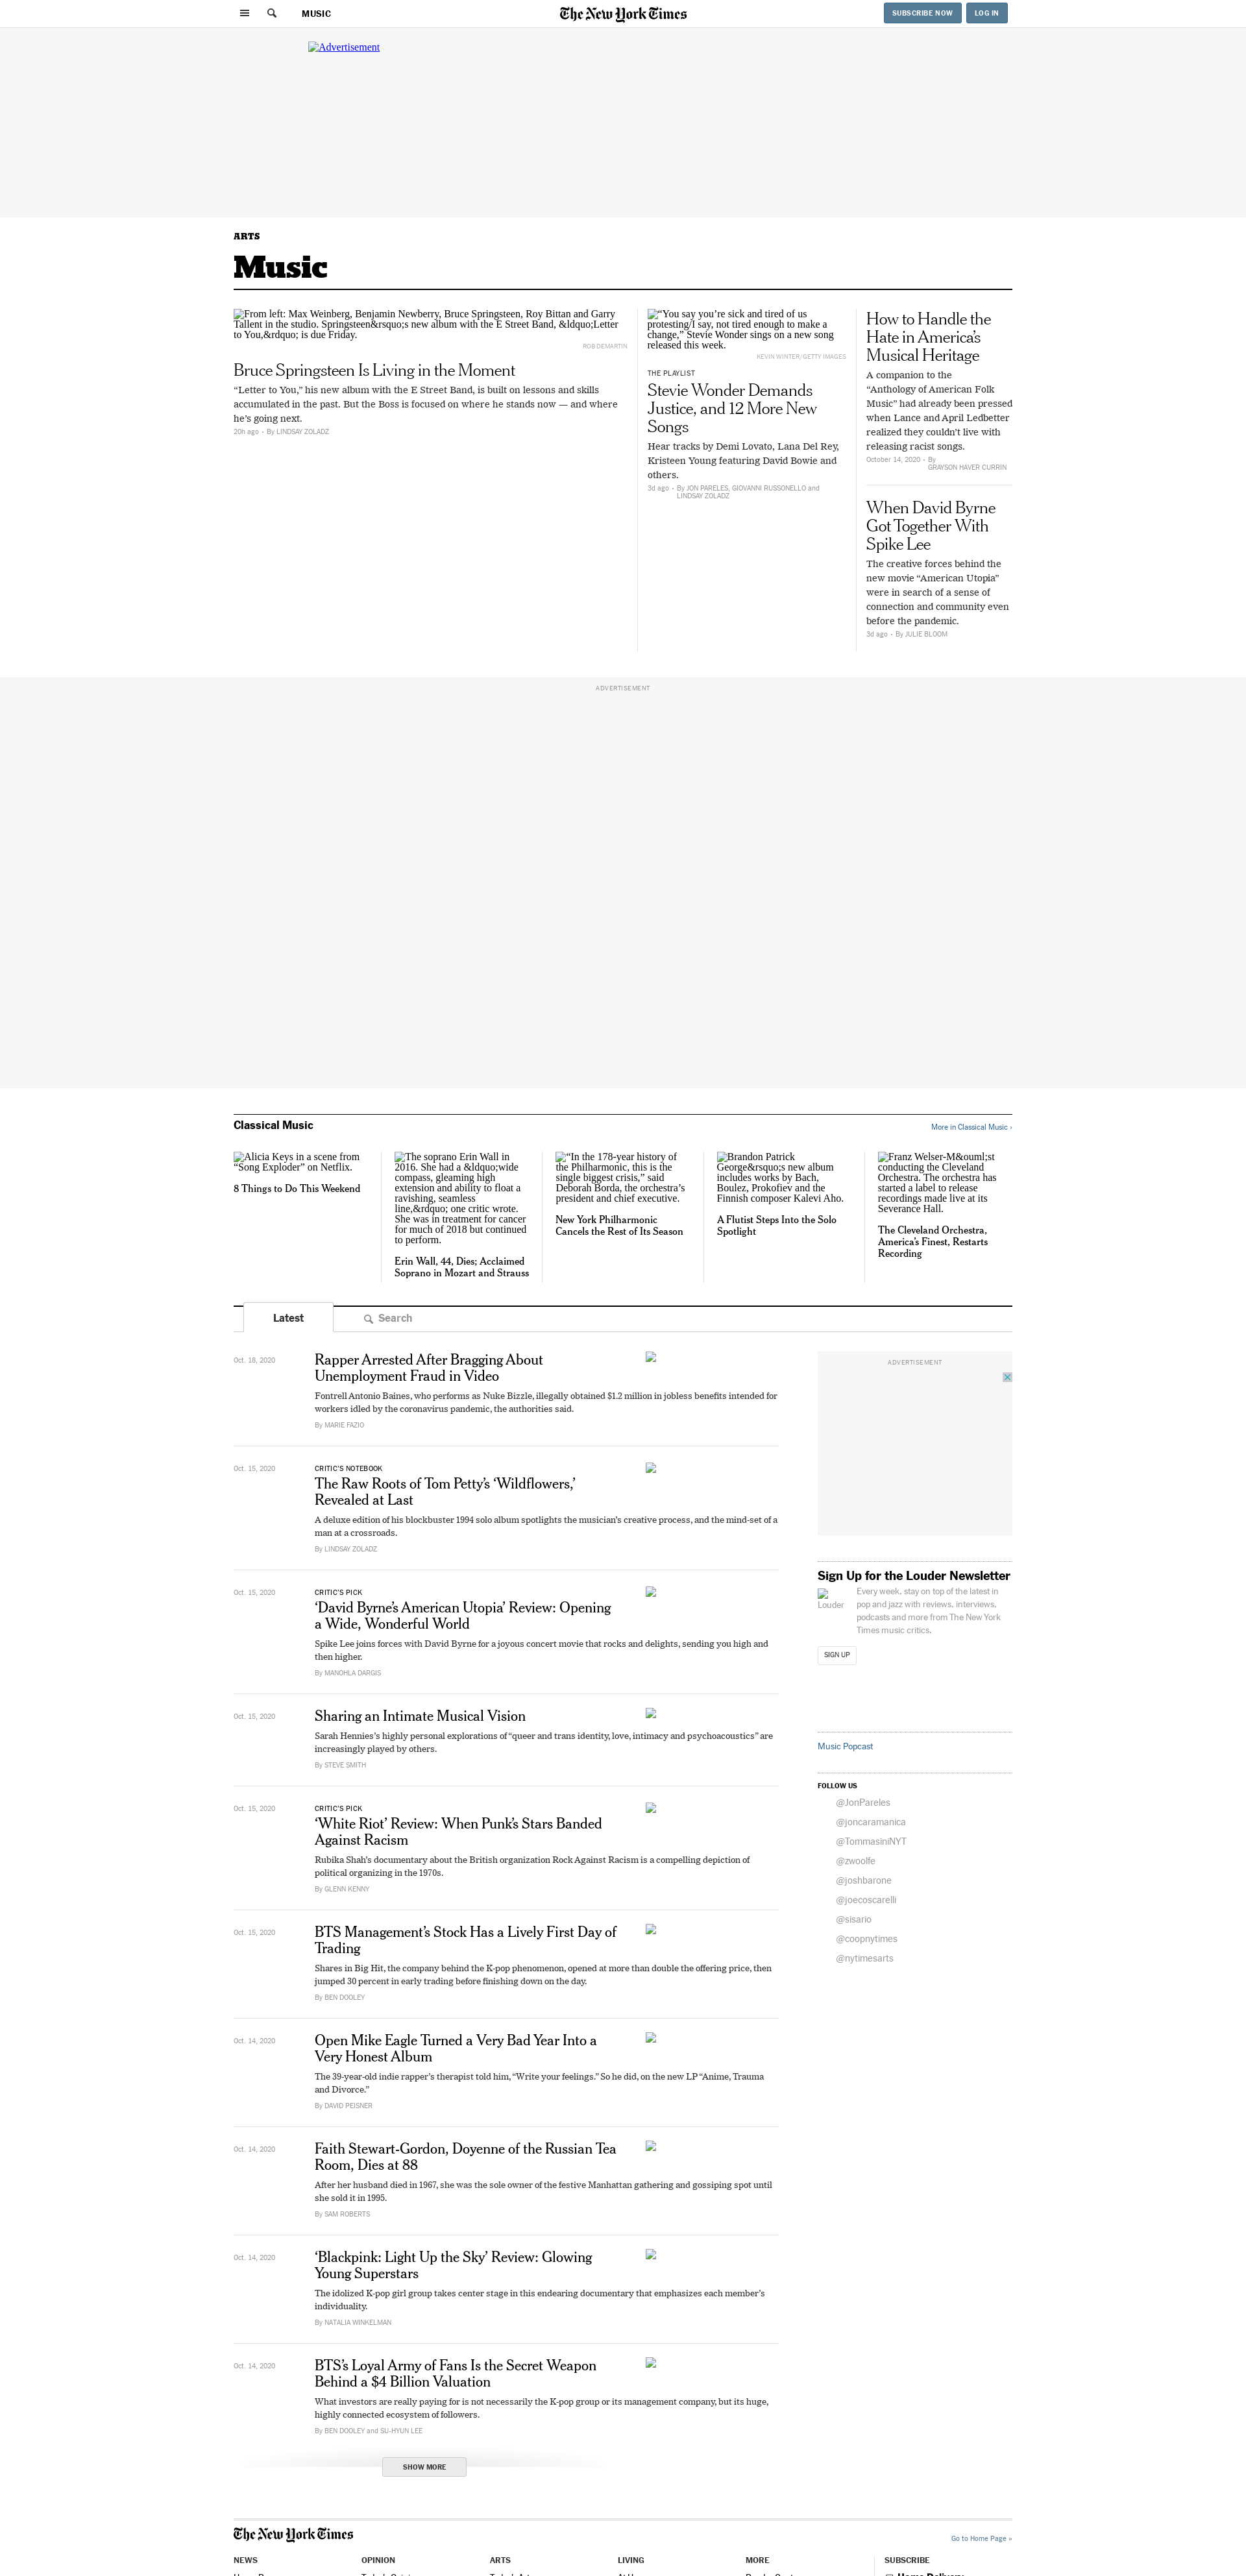 MUSIC
The New York Times
SUBSCRIBE NOW
LOG IN
Advertisement
ARTS
Music
From left: Max Weinberg, Benjamin Newberry, Bruce Springsteen, Roy Bittan and Garry
Tallent in the studio. Springsteen&rsquo;s new album with the E Street Band, &ldquo;Letter
to You,&rdquo; is due Friday.
ROB DEMARTIN
Bruce Springsteen Is Living in the Moment
“Letter to You,” his new album with the E Street Band, is built on lessons and skills
accumulated in the past. But the Boss is focused on where he stands now — and where
he’s going next.
20h ago - By LINDSAY ZOLADZ
“You say you’re sick and tired of us
protesting/I say, not tired enough to make a
change,” Stevie Wonder sings on a new song
released this week.
KEVIN WINTER/GETTY IMAGES
THE PLAYLIST
Stevie Wonder Demands
Justice, and 12 More New
Songs
Hear tracks by Demi Lovato, Lana Del Rey,
Kristeen Young featuring David Bowie and
others.
3d ago - By JON PARELES, GIOVANNI RUSSONELLO and
LINDSAY ZOLADZ
How to Handle the
Hate in America’s
Musical Heritage
A companion to the
“Anthology of American Folk
Music” had already been pressed
when Lance and April Ledbetter
realized they couldn’t live with
releasing racist songs.
October 14, 2020 - By
GRAYSON HAVER CURRIN
When David Byrne
Got Together With
Spike Lee
The creative forces behind the
new movie “American Utopia”
were in search of a sense of
connection and community even
before the pandemic.
3d ago - By JULIE BLOOM
ADVERTISEMENT
Classical Music
More in Classical Music ›
Alicia Keys in a scene from
“Song Exploder” on Netflix.
8 Things to Do This Weekend
The soprano Erin Wall in
2016. She had a &ldquo;wide
compass, gleaming high
extension and ability to float a
ravishing, seamless
line,&rdquo; one critic wrote.
She was in treatment for cancer
for much of 2018 but continued
to perform.
Erin Wall, 44, Dies; Acclaimed
Soprano in Mozart and Strauss
“In the 178-year history of
the Philharmonic, this is the
single biggest crisis,” said
Deborah Borda, the orchestra’s
president and chief executive.
New York Philharmonic
Cancels the Rest of Its Season
Brandon Patrick
George&rsquo;s new album
includes works by Bach,
Boulez, Prokofiev and the
Finnish composer Kalevi Aho.
A Flutist Steps Into the Solo
Spotlight
Franz Welser-M&ouml;st
conducting the Cleveland
Orchestra. The orchestra has
started a label to release
recordings made live at its
Severance Hall.
The Cleveland Orchestra,
America’s Finest, Restarts
Recording
Latest
Search
Oct. 18, 2020
Rapper Arrested After Bragging About
Unemployment Fraud in Video
Fontrell Antonio Baines, who performs as Nuke Bizzle, illegally obtained $1.2 million in jobless benefits intended for
workers idled by the coronavirus pandemic, the authorities said.
By MARIE FAZIO
Oct. 15, 2020
CRITIC’S NOTEBOOK
The Raw Roots of Tom Petty’s ‘Wildflowers,’
Revealed at Last
A deluxe edition of his blockbuster 1994 solo album spotlights the musician’s creative process, and the mind-set of a
man at a crossroads.
By LINDSAY ZOLADZ
Oct. 15, 2020
CRITIC’S PICK
‘David Byrne’s American Utopia’ Review: Opening
a Wide, Wonderful World
Spike Lee joins forces with David Byrne for a joyous concert movie that rocks and delights, sending you high and
then higher.
By MANOHLA DARGIS
Oct. 15, 2020
Sharing an Intimate Musical Vision
Sarah Hennies’s highly personal explorations of “queer and trans identity, love, intimacy and psychoacoustics” are
increasingly played by others.
By STEVE SMITH
Oct. 15, 2020
CRITIC’S PICK
‘White Riot’ Review: When Punk’s Stars Banded
Against Racism
Rubika Shah’s documentary about the British organization Rock Against Racism is a compelling depiction of
political organizing in the 1970s.
By GLENN KENNY
Oct. 15, 2020
BTS Management’s Stock Has a Lively First Day of
Trading
Shares in Big Hit, the company behind the K-pop phenomenon, opened at more than double the offering price, then
jumped 30 percent in early trading before finishing down on the day.
By BEN DOOLEY
Oct. 14, 2020
Open Mike Eagle Turned a Very Bad Year Into a
Very Honest Album
The 39-year-old indie rapper’s therapist told him, “Write your feelings.” So he did, on the new LP “Anime, Trauma
and Divorce.”
By DAVID PEISNER
Oct. 14, 2020
Faith Stewart-Gordon, Doyenne of the Russian Tea
Room, Dies at 88
After her husband died in 1967, she was the sole owner of the festive Manhattan gathering and gossiping spot until
she sold it in 1995.
By SAM ROBERTS
Oct. 14, 2020
‘Blackpink: Light Up the Sky’ Review: Glowing
Young Superstars
The idolized K-pop girl group takes center stage in this endearing documentary that emphasizes each member’s
individuality.
By NATALIA WINKELMAN
Oct. 14, 2020
BTS’s Loyal Army of Fans Is the Secret Weapon
Behind a $4 Billion Valuation
What investors are really paying for is not necessarily the K-pop group or its management company, but its huge,
highly connected ecosystem of followers.
By BEN DOOLEY and SU-HYUN LEE
SHOW MORE
ADVERTISEMENT
Sign Up for the Louder Newsletter
Louder
Every week, stay on top of the latest in
pop and jazz with reviews, interviews,
podcasts and more from The New York
Times music critics.
SIGN UP
Music Popcast
FOLLOW US
@JonPareles
@joncaramanica
@TommasiniNYT
@zwoolfe
@joshbarone
@joecoscarelli
@sisario
@coopnytimes
@nytimesarts
The New York Times
Go to Home Page »
NEWS
OPINION
ARTS
LIVING
MORE
SUBSCRIBE